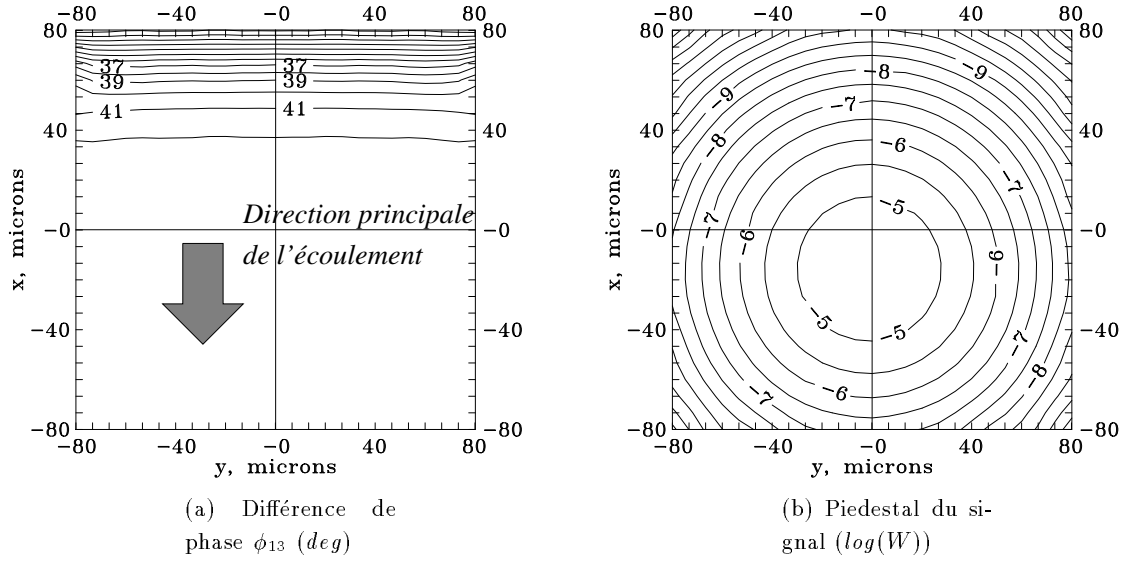 −80 −40 −0 40 80
80 37 37
39 39
41 41
40 40
Direction principale
−0 −0
de l'écoulement
−40 −40
−80 −80
−80 −40 −0 40 80
x, microns
y, microns
(a) Différence de
phase ϕ13 (deg)
−80 −40 −0 40 80
80 80
−8 −9
−9 −7
40 40
−8 −6
−7
−5
−7
−0 −0
−6 −6
−5 −5
−40 −40
−7
−8
−6
−7
−80 −80
−80 −40 −0 40 80
x, microns
y, microns
(b) Piedestal du si-
gnal (log(W))